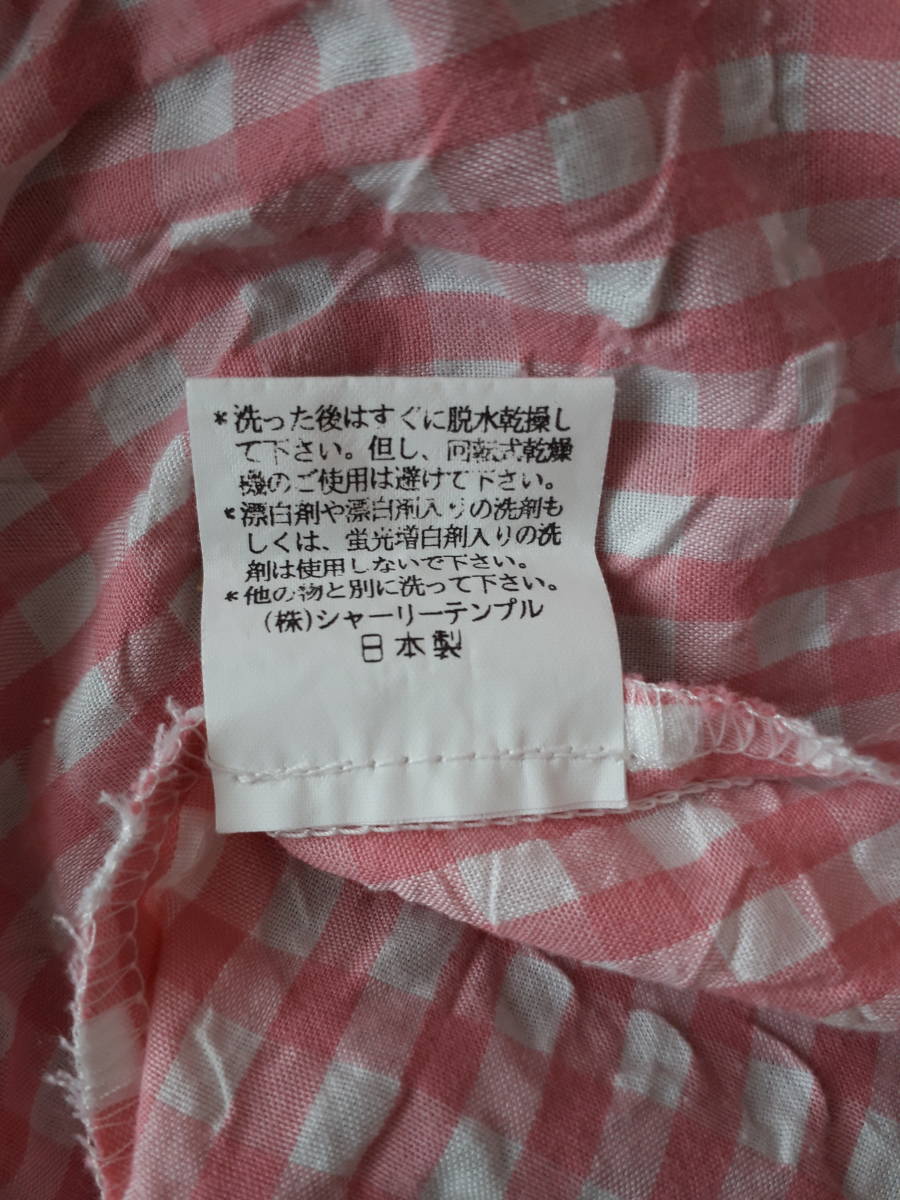 *洗った後はすぐに脱水乾操し
て下さい。但し、回転式乾燥
機のご使用は避けて下さい。
*漂白剤や漂白剤入りの洗剤も
しくは、蛍光増白剤入りの洗
剤は使用しないで下さい。
*他の物と別に洗って下さい。
(株)シャーリーテンプル
日本製